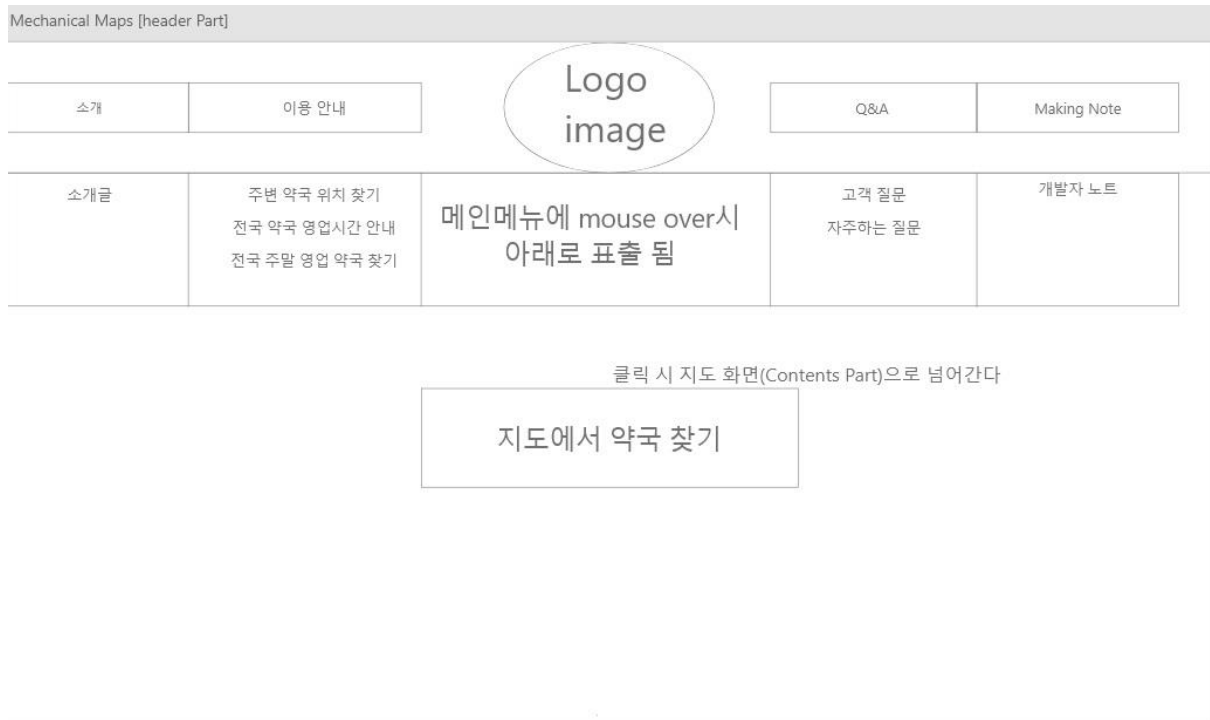 Mechanical Maps [header Part]
소개
이용 안내
Logo
image
Q&A
Making Note
소개글
주변 약국 위치 찾기
전국 약국 영업시간 안내
전국 주말 영업 약국 찾기
메인메뉴에 mouse over시
아래로 표출 됨
고객 질문
자주하는 질문
개발자 노트
클릭 시 지도 화면(Contents Part)으로 넘어간다
지도에서 약국 찾기